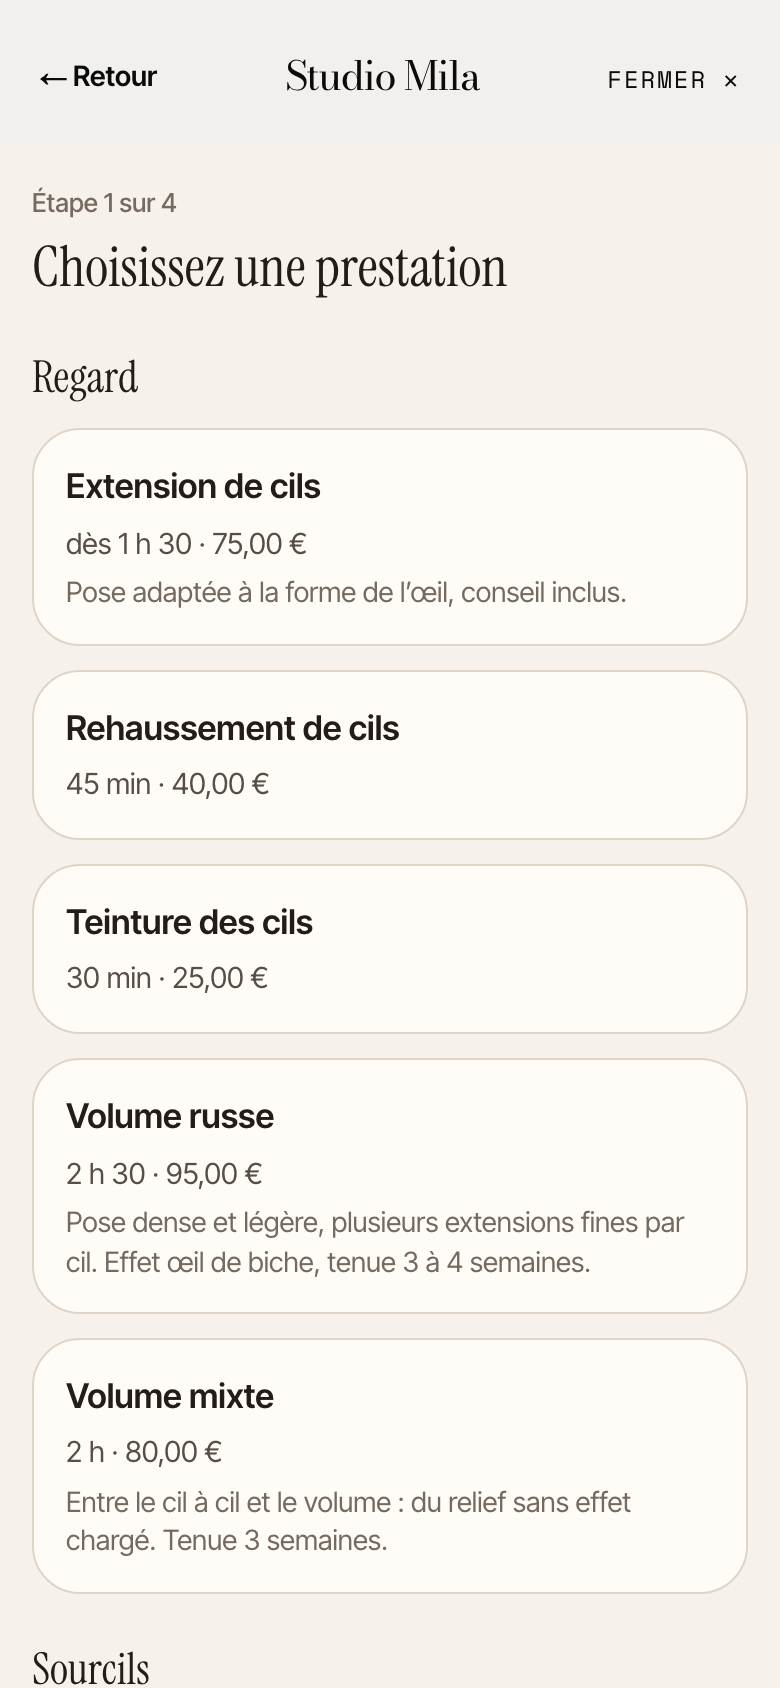 ← Retour
Studio Mila
FERMER ×
Étape 1 sur 4
Choisissez une prestation
Regard
Extension de cils
dès 1 h 30 · 75,00 €
Pose adaptée à la forme de l’œil, conseil inclus.
Rehaussement de cils
45 min · 40,00 €
Teinture des cils
30 min · 25,00 €
Volume russe
2 h 30 · 95,00 €
Pose dense et légère, plusieurs extensions fines par
cil. Effet œil de biche, tenue 3 à 4 semaines.
Volume mixte
2 h · 80,00 €
Entre le cil à cil et le volume : du relief sans effet
chargé. Tenue 3 semaines.
Sourcils